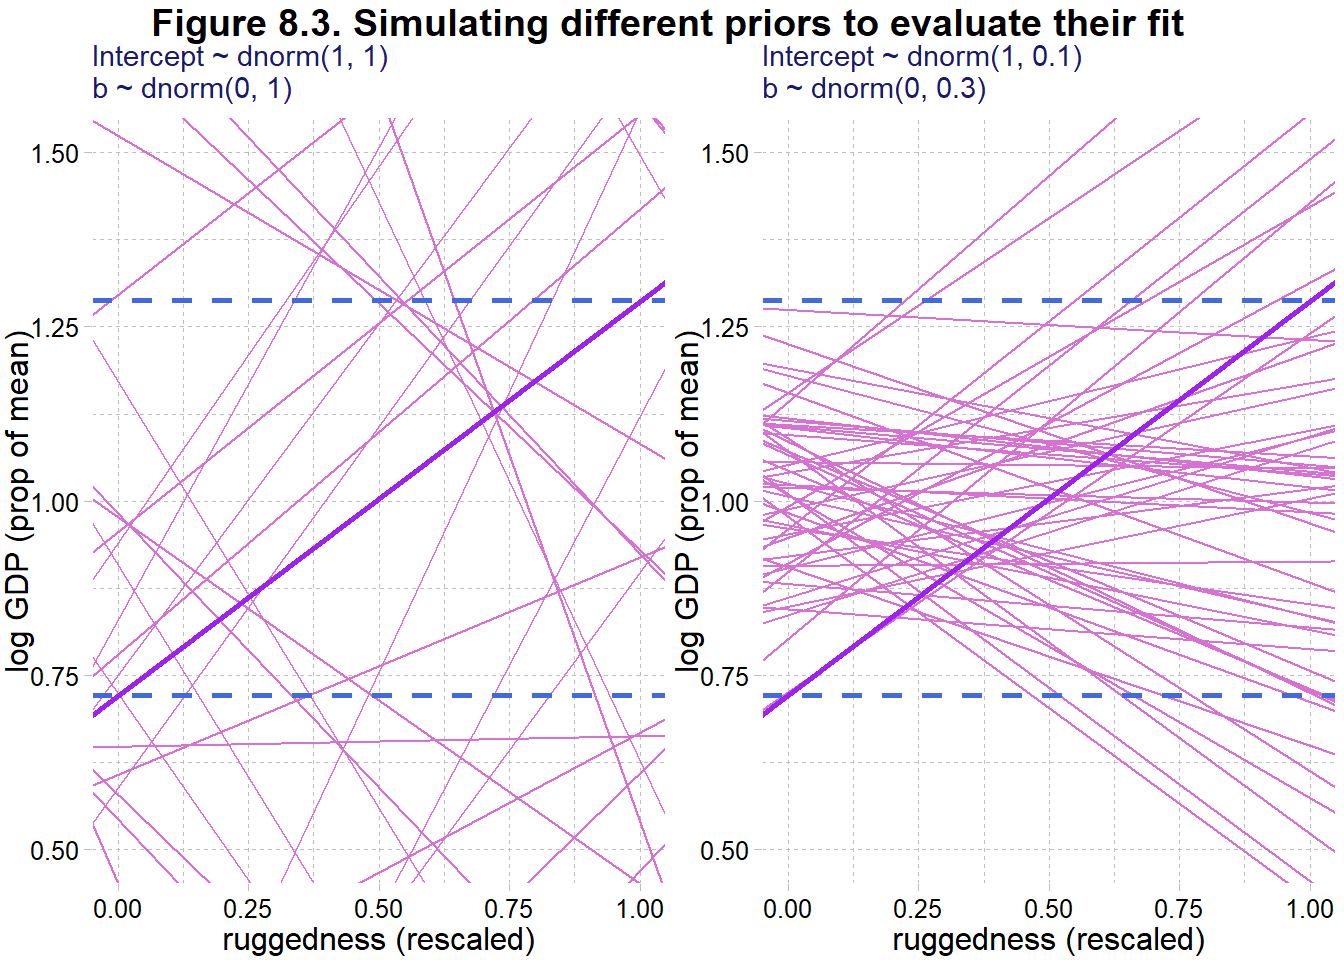 Figure 8.3. Simulating different priors to evaluate their fit
Intercept ~ dnorm(1, 1)
b ~ dnorm(0, 1)
log GDP (prop of mean)
1.50
1.25
1.00
0.75
0.50
0.00 0.25 0.50 0.75 1.00
ruggedness (rescaled)
Intercept ~ dnorm(1, 0.1)
b ~ dnorm(0, 0.3)
log GDP (prop of mean)
1.50
1.25
1.00
0.75
0.50
0.00 0.25 0.50 0.75 1.00
ruggedness (rescaled)